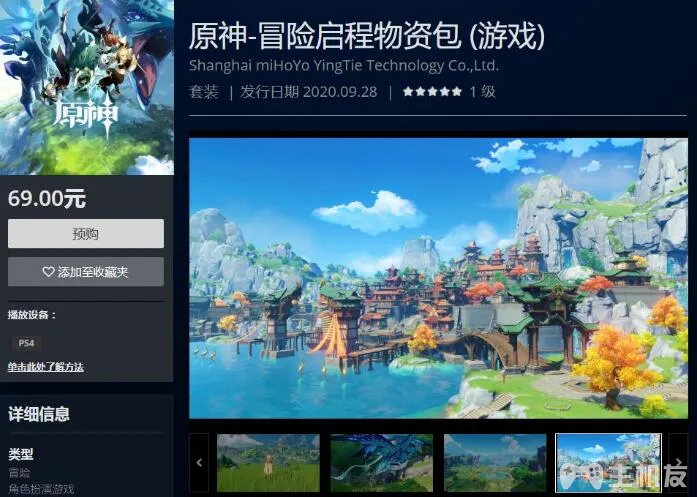 原神-冒险启程物资包 (游戏)
Shanghai miHoYo YingTie Technology Co.,Ltd.
套装 | 发行日期 2020.09.28 | ★★★★★ 1 级
原神
69.00元
预购
♡ 添加至收藏夹
播放设备：
PS4
单击此处了解方法
详细信息
类型
冒险
角色扮演游戏
主机友